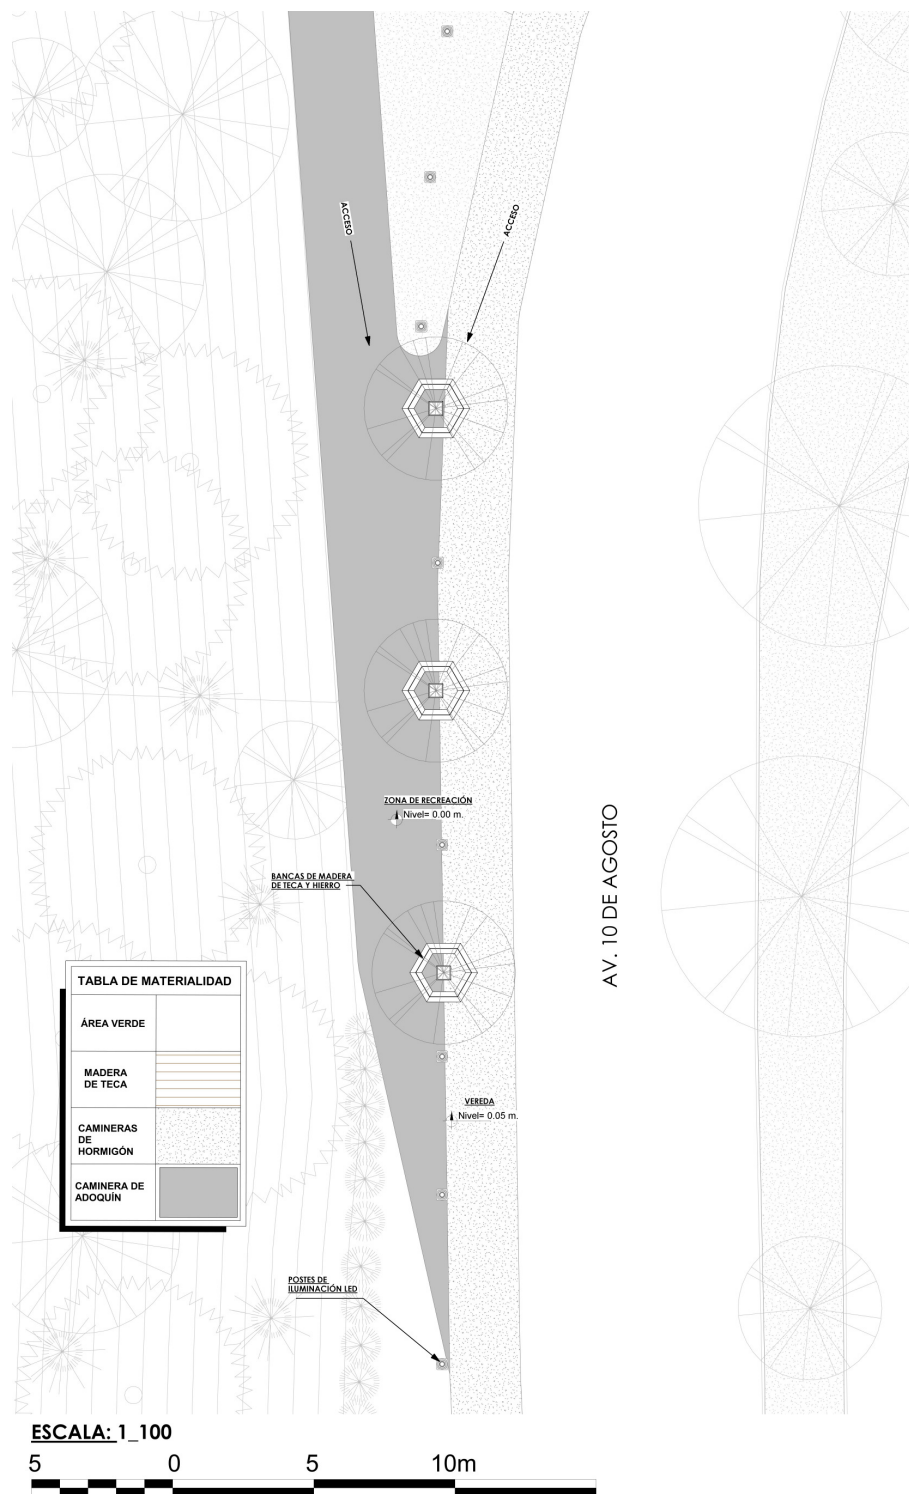 ACCESO
ACCESO
ZONA DE RECREACIÓN
Nivel= 0.00 m.
BANCAS DE MADERA
DE TECA Y HIERRO
AV. 10 DE AGOSTO
TABLA DE MATERIALIDAD
ÁREA VERDE
MADERA
DE TECA
CAMINERAS
DE
HORMIGÓN
CAMINERA DE
ADOQUÍN
VEREDA
Nivel= 0.05 m.
POSTES DE
ILUMINACIÓN LED
ESCALA: 1_100
5 0 5 10m